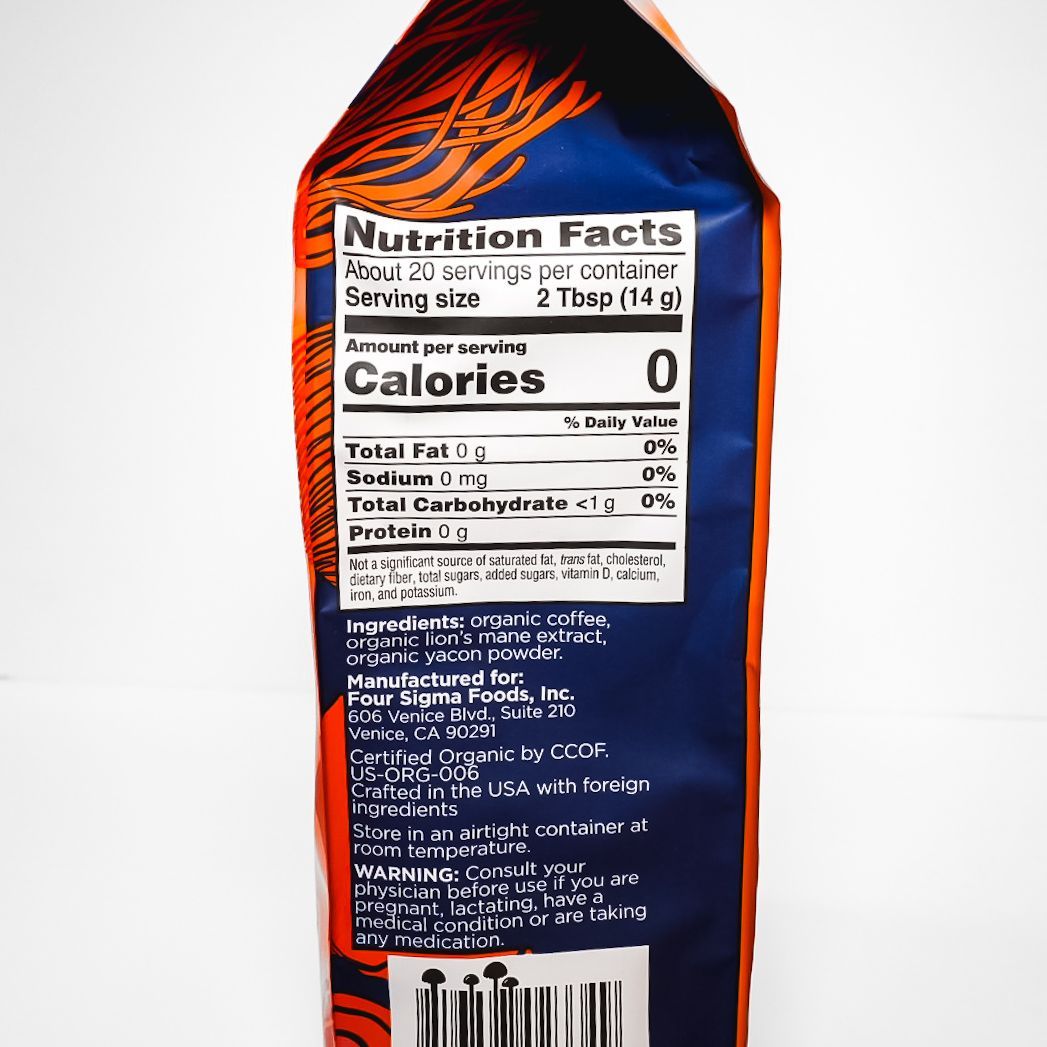 Nutrition Facts
About 20 servings per container
Serving size 2 Tbsp (14 g)
Amount per serving
Calories 0
% Daily Value
Total Fat 0 g 0%
Sodium 0 mg 0%
Total Carbohydrate <1 g 0%
Protein 0 g
Not a significant source of saturated fat, trans fat, cholesterol,
dietary fiber, total sugars, added sugars, vitamin D, calcium,
iron, and potassium.
Ingredients: organic coffee,
organic lion's mane extract,
organic yacon powder.
Manufactured for:
Four Sigma Foods, Inc.
606 Venice Blvd., Suite 210
Venice, CA 90291
Certified Organic by CCOF.
US-ORG-006
Crafted in the USA with foreign
ingredients
Store in an airtight container at
room temperature.
WARNING: Consult your
physician before use if you are
pregnant, lactating, have a
medical condition or are taking
any medication.